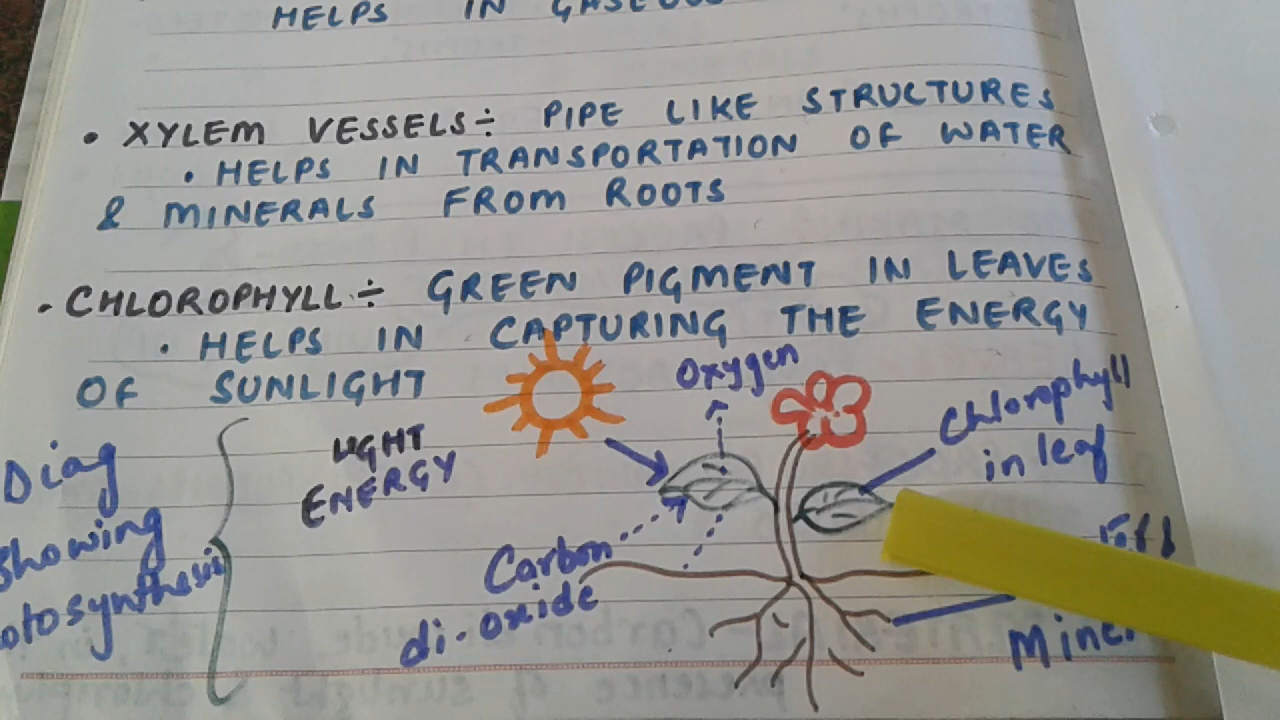 HELPS IN
• XYLEM VESSELS÷ PIPE LIKE STRUCTURES
• HELPS IN TRANSPORTATION OF WATER
& MINERALS FROM ROOTS
• CHLOROPHYLL÷ GREEN PIGMENT IN LEAVES
• HELPS IN CAPTURING THE ENERGY
OF SUNLIGHT
Oxygen
Chlorophyll
in leaf
LIGHT
ENERGY
Diag
showing
otosynthesis
Carbon
di-oxide